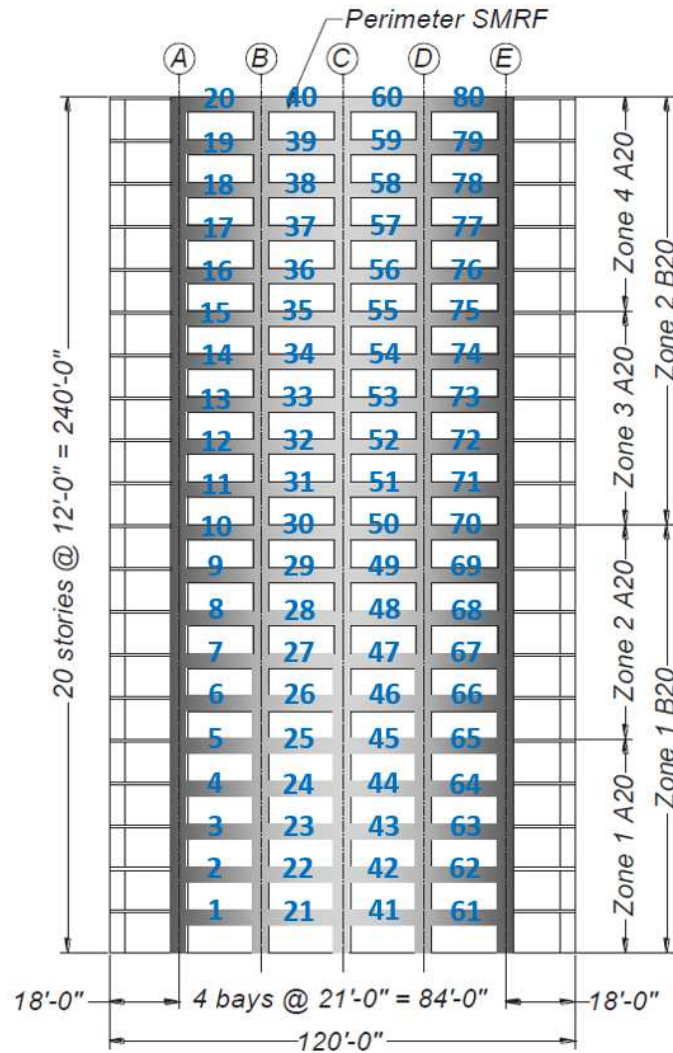 Perimeter SMRF
A B C D E
20 40 60 80
19 39 59 79
18 38 58 78
17 37 57 77
16 36 56 76
15 35 55 75
14 34 54 74
13 33 53 73
12 32 52 72
11 31 51 71
10 30 50 70
9 29 49 69
8 28 48 68
7 27 47 67
6 26 46 66
5 25 45 65
4 24 44 64
3 23 43 63
2 22 42 62
1 21 41 61
20 stories @ 12'-0" = 240'-0"
Zone 4 A20
Zone 3 A20
Zone 2 A20
Zone 1 A20
Zone 2 B20
Zone 1 B20
18'-0" 4 bays @ 21'-0" = 84'-0" 18'-0"
120'-0"